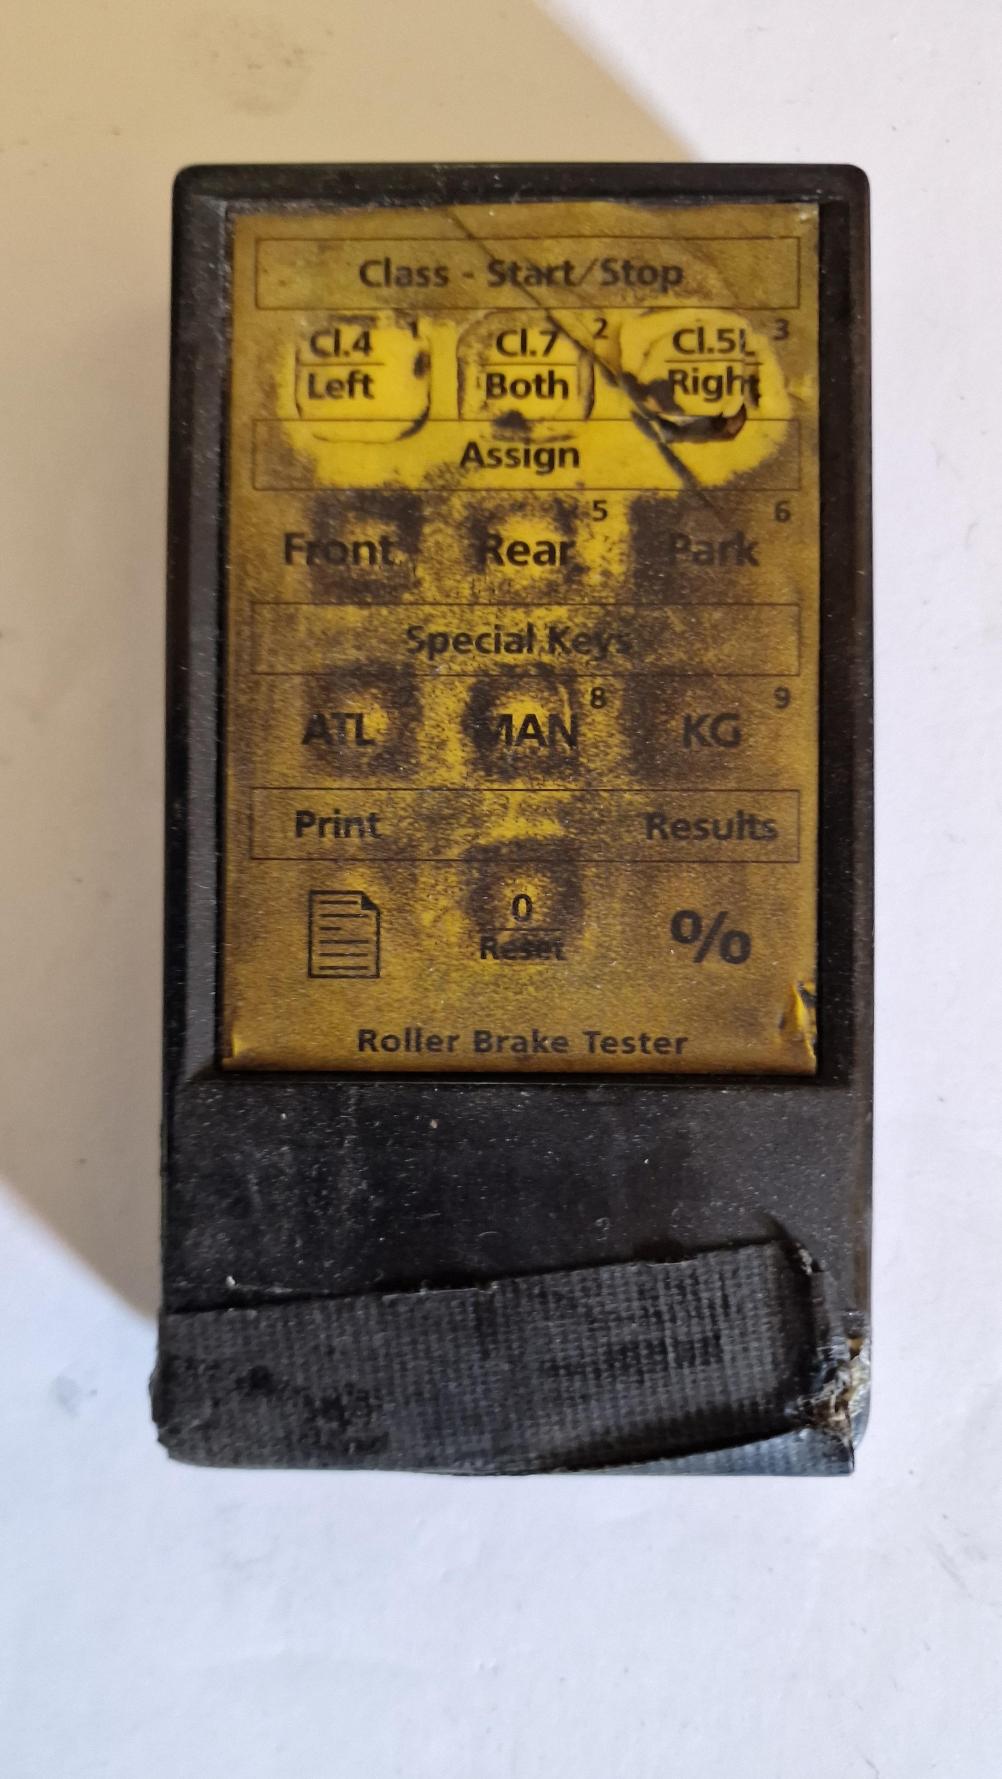 Class - Start/Stop
Cl.4 1 Cl.7 2 Cl.5L 3
Left Both Right
Assign
5 6
Front Rear Park
Special Keys
8 9
ATL MAN KG
Print Results
0 %
Reset
Roller Brake Tester